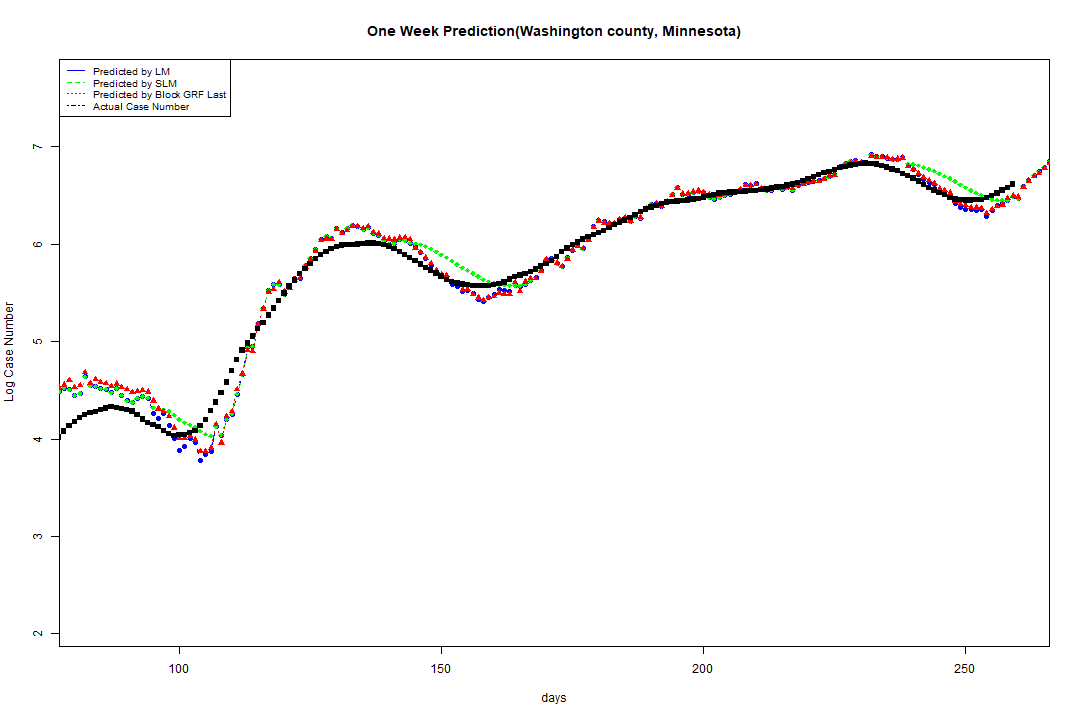 One Week Prediction(Washington county, Minnesota)
Predicted by LM
Predicted by SLM
Predicted by Block GRF Last
Actual Case Number
7
6
5
4
3
2
Log Case Number
100 150 200 250
days